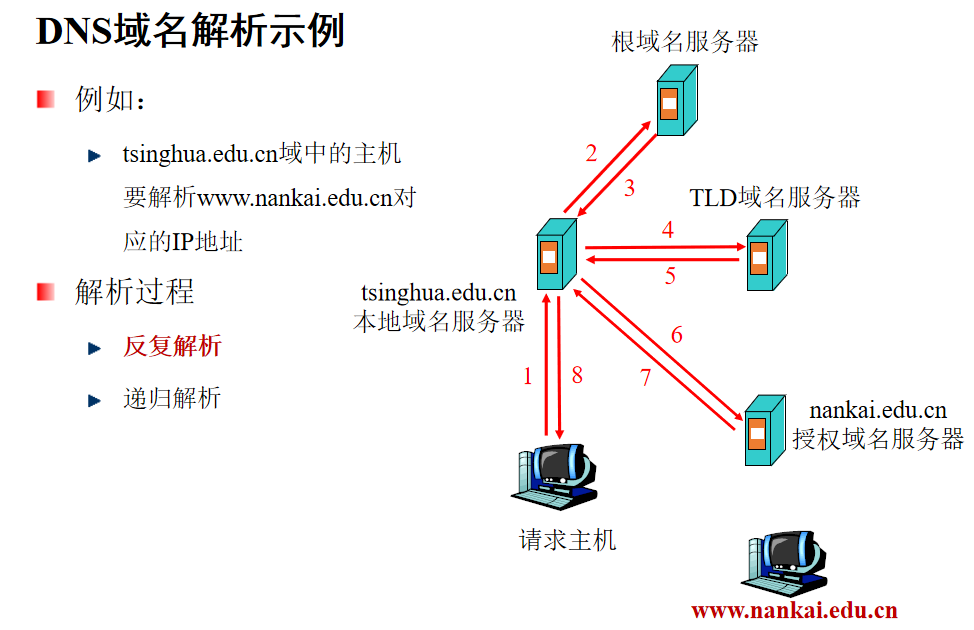 DNS域名解析示例
例如：
tsinghua.edu.cn域中的主机
要解析www.nankai.edu.cn对
应的IP地址
解析过程
反复解析
递归解析
根域名服务器
2
3
TLD域名服务器
4
5
tsinghua.edu.cn
本地域名服务器
6
7
1
8
nankai.edu.cn
授权域名服务器
请求主机
www.nankai.edu.cn